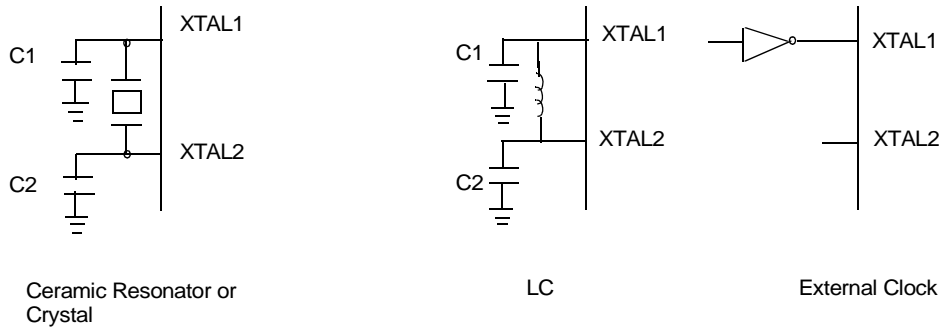 XTAL1
C1
XTAL2
C2
Ceramic Resonator or
Crystal
XTAL1
C1
XTAL2
C2
LC
XTAL1
XTAL2
External Clock